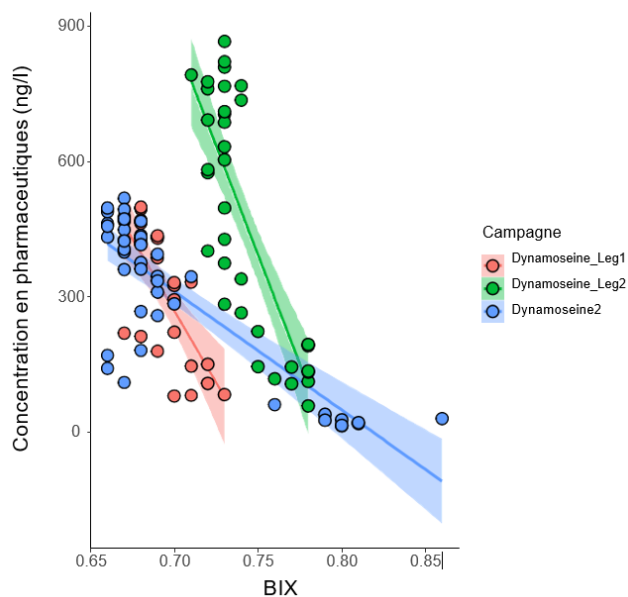 900
600
300
0
Concentration en pharmaceutiques (ng/l)
0.65
0.70
0.75
0.80
0.85
BIX
Campagne
Dynamoseine_Leg1
Dynamoseine_Leg2
Dynamoseine2